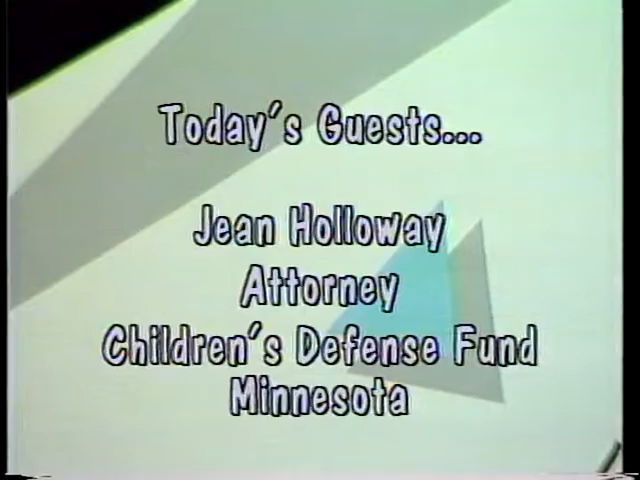 Today's Guests...
Jean Holloway
Attorney
Children's Defense Fund
Minnesota